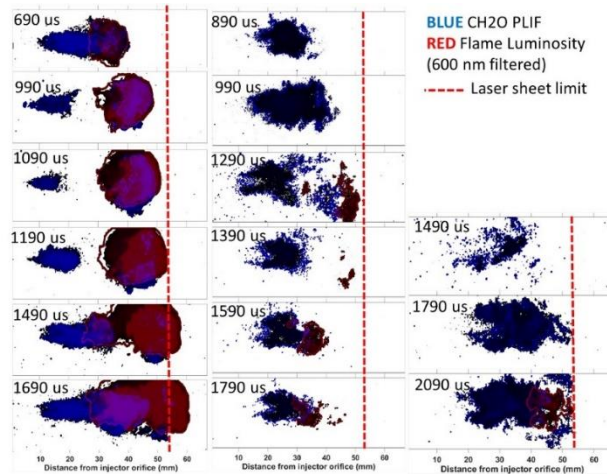 690 us
990 us
1090 us
1190 us
1490 us
1690 us
10 20 30 40 50 60
Distance from injector orifice (mm)
890 us
990 us
1290 us
1390 us
1590 us
1790 us
10 20 30 40 50 60
Distance from injector orifice (mm)
BLUE CH2O PLIF
RED Flame Luminosity
(600 nm filtered)
Laser sheet limit
1490 us
1790 us
2090 us
10 20 30 40 50 60
Distance from injector orifice (mm)